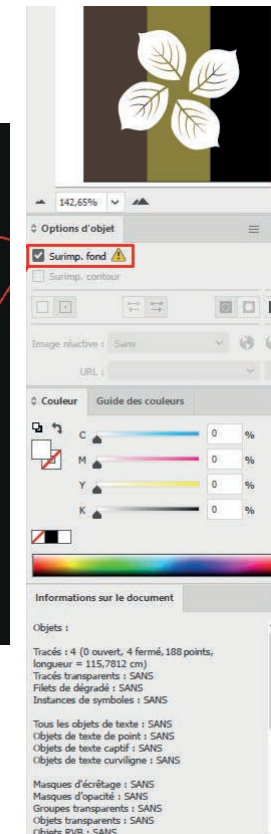 142,65%
Options d'objet
Surimp. fond
Surimp. contour
Image réactive : Sans
URL :
Couleur Guide des couleurs
C 0 %
M 0 %
Y 0 %
K 0 %
Informations sur le document
Objets :
Tracés : 4 (0 ouvert, 4 fermé, 188 points,
longueur = 115,7812 cm)
Tracés transparents : SANS
Filets de dégradé : SANS
Instances de symboles : SANS
Tous les objets de texte : SANS
Objets de texte de point : SANS
Objets de texte captif : SANS
Objets de texte curviligne : SANS
Masques d'écrêtage : SANS
Masques d'opacité : SANS
Groupes transparents : SANS
Objets transparents : SANS
Objets RVB : SANS